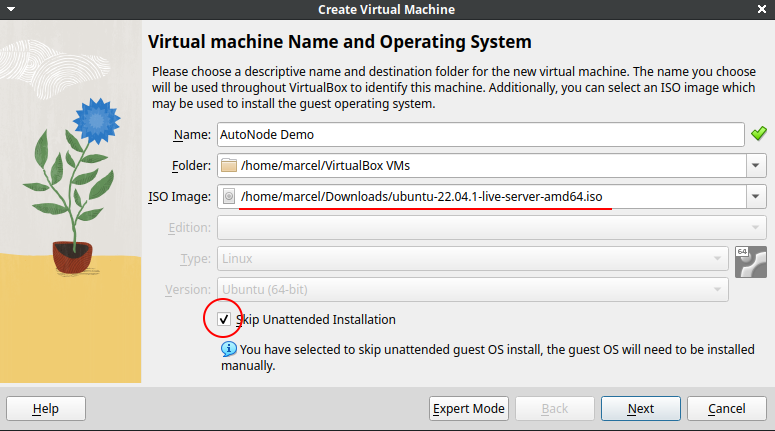 Create Virtual Machine
Virtual machine Name and Operating System
Please choose a descriptive name and destination folder for the new virtual machine. The name you choose
will be used throughout VirtualBox to identify this machine. Additionally, you can select an ISO image which
may be used to install the guest operating system.
Name: AutoNode Demo
Folder: /home/marcel/VirtualBox VMs
ISO Image: /home/marcel/Downloads/ubuntu-22.04.1-live-server-amd64.iso
Edition:
Type: Linux 64
Version: Ubuntu (64-bit)
Skip Unattended Installation
You have selected to skip unattended guest OS install, the guest OS will need to be installed
manually.
Help Expert Mode Back Next Cancel